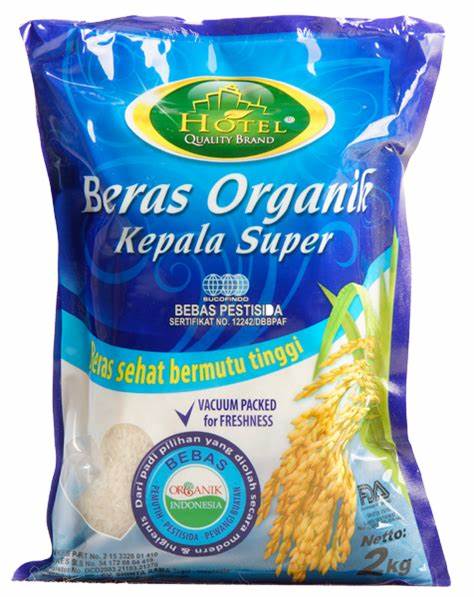 HOTEL®
QUALITY BRAND
Beras Organik
Kepala Super
SUCOFINDO
BEBAS PESTISIDA
SERTIFIKAT NO. 12242/DBBPAF
Beras sehat bermutu tinggi
VACUUM PACKED
for FRESHNESS
Dari padi pilihan yang diolah secara modern & higienis
BEBAS
ORGANIK
INDONESIA
PEMUTIH - PESTISIDA - PEWANGI BUATAN
FDA
Netto:
2kg